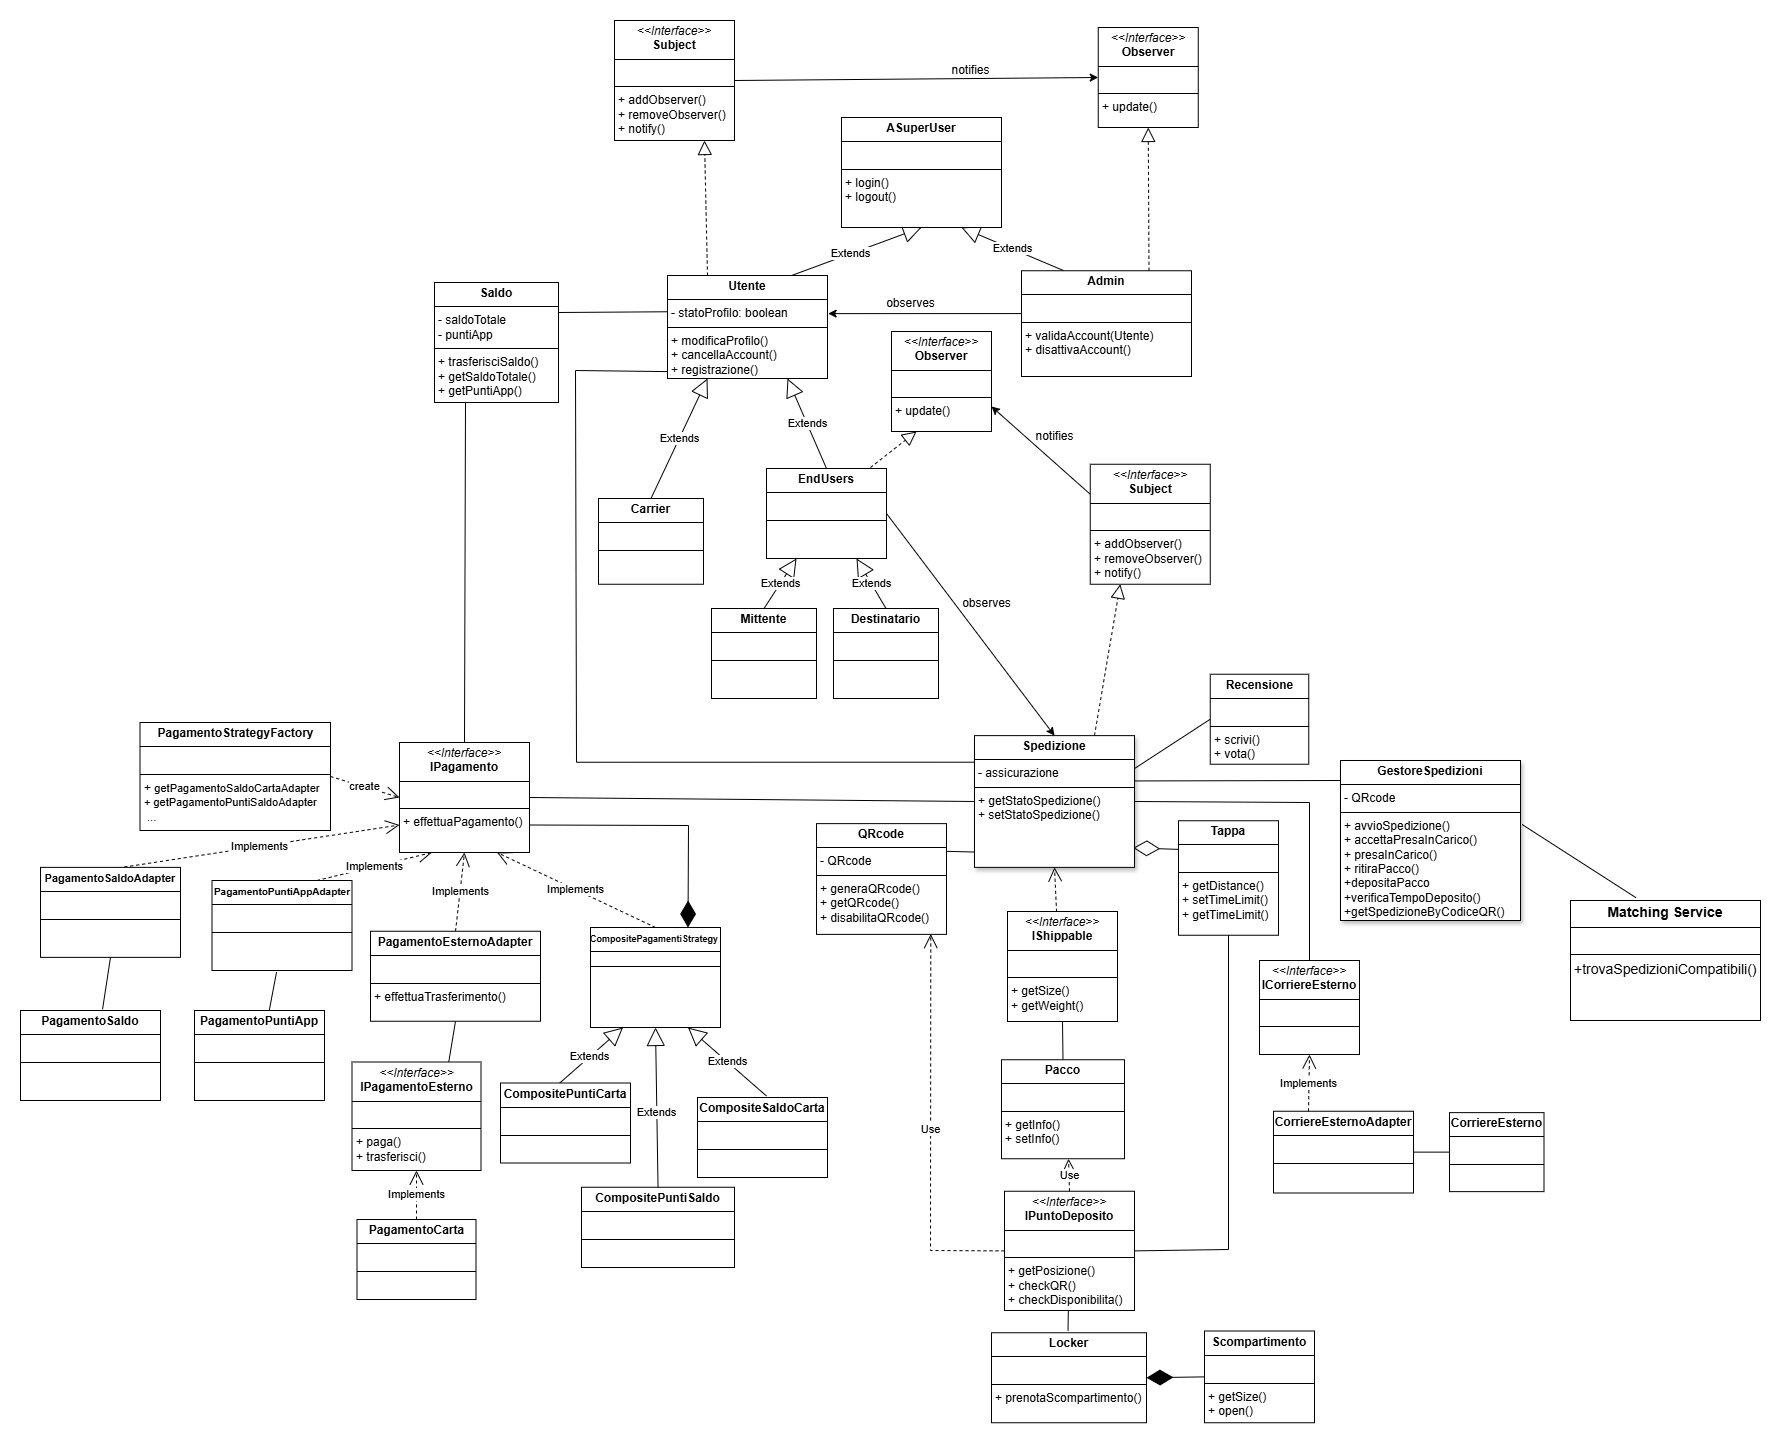 <<Interface>>
Subject
+ addObserver()
+ removeObserver()
+ notify()
notifies
<<Interface>>
Observer
+ update()
ASuperUser
+ login()
+ logout()
Extends
Extends
Saldo
- saldoTotale
- puntiApp
+ trasferisciSaldo()
+ getSaldoTotale()
+ getPuntiApp()
Utente
- statoProfilo: boolean
+ modificaProfilo()
+ cancellaAccount()
+ registrazione()
observes
Admin
+ validaAccount(Utente)
+ disattivaAccount()
<<Interface>>
Observer
+ update()
notifies
Extends
Extends
<<Interface>>
Subject
+ addObserver()
+ removeObserver()
+ notify()
Carrier
EndUsers
Extends
Extends
observes
Mittente
Destinatario
Recensione
+ scrivi()
+ vota()
PagamentoStrategyFactory
+ getPagamentoSaldoCartaAdapter
+ getPagamentoPuntiSaldoAdapter
...
create
<<Interface>>
IPagamento
+ effettuaPagamento()
Spedizione
- assicurazione
+ getStatoSpedizione()
+ setStatoSpedizione()
GestoreSpedizioni
- QRcode
+ avvioSpedizione()
+ accettaPresaInCarico()
+ presaInCarico()
+ ritiraPacco()
+depositaPacco
+verificaTempoDeposito()
+getSpedizioneByCodiceQR()
QRcode
- QRcode
+ generaQRcode()
+ getQRcode()
+ disabilitaQRcode()
Tappa
+ getDistance()
+ setTimeLimit()
+ getTimeLimit()
Implements
Implements
Implements
Implements
PagamentoSaldoAdapter
PagamentoPuntiAppAdapter
PagamentoEsternoAdapter
+ effettuaTrasferimento()
CompositePagamentiStrategy
<<Interface>>
IShippable
+ getSize()
+ getWeight()
Matching Service
+trovaSpedizioniCompatibili()
<<Interface>>
ICorriereEsterno
PagamentoSaldo
PagamentoPuntiApp
Extends
Extends
Extends
<<Interface>>
IPagamentoEsterno
+ paga()
+ trasferisci()
CompositePuntiCarta
CompositeSaldoCarta
Pacco
+ getInfo()
+ setInfo()
Implements
Use
Use
CorriereEsternoAdapter
CorriereEsterno
Implements
CompositePuntiSaldo
PagamentoCarta
<<Interface>>
IPuntoDeposito
+ getPosizione()
+ checkQR()
+ checkDisponibilita()
Locker
+ prenotaScompartimento()
Scompartimento
+ getSize()
+ open()